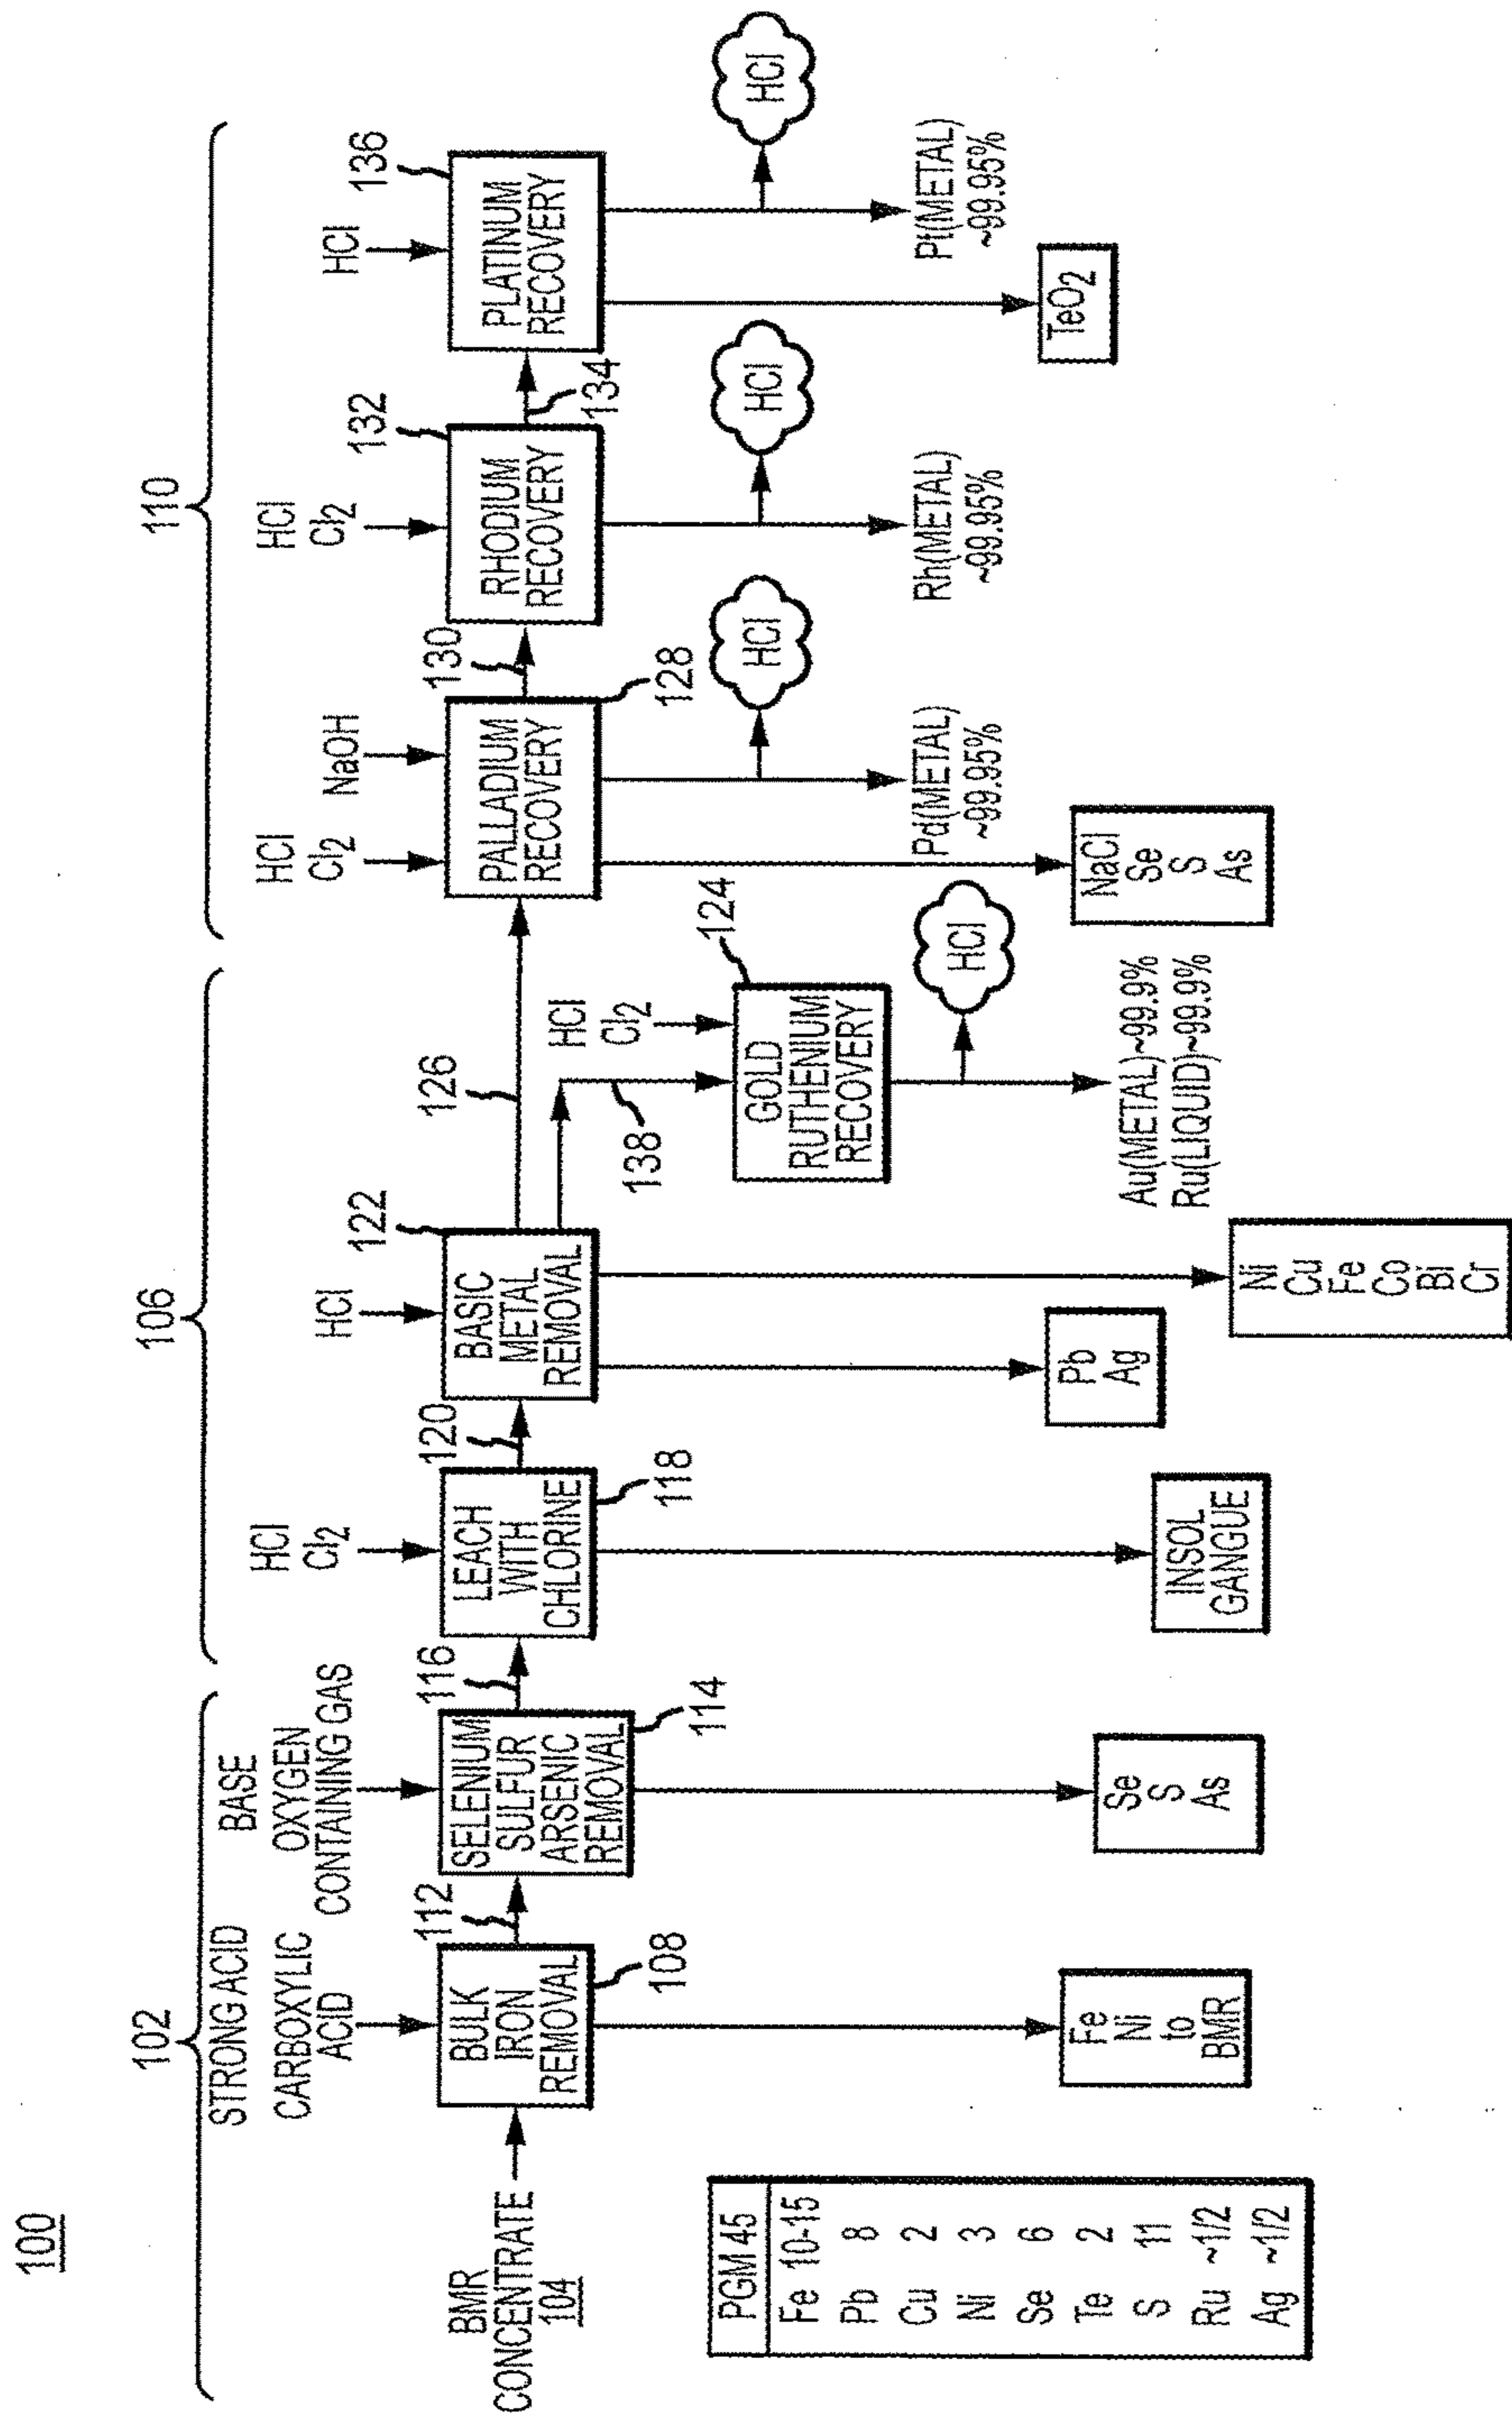 100
102
106
110
STRONG ACID
CARBOXYLIC
ACID
BASE
OXYGEN
CONTAINING GAS
HCl
Cl2
HCl
HCl
Cl2
NaOH
HCl
Cl2
HCl
BMR
CONCENTRATE
104
BULK
IRON
REMOVAL
108
112
SELENIUM
SULFUR
ARSENIC
REMOVAL
114
116
LEACH
WITH
CHLORINE
118
120
BASIC
METAL
REMOVAL
122
126
138
HCl
Cl2
GOLD
RUTHENIUM
RECOVERY
124
PALLADIUM
RECOVERY
128
130
RHODIUM
RECOVERY
132
134
PLATINUM
RECOVERY
136
HCl
HCl
HCl
HCl
Fe
Ni
to
BMR
Se
S
As
INSOL
GANGUE
Pb
Ag
Ni
Cu
Fe
Co
Bi
Cr
Au(METAL)~99.9%
Ru(LIQUID)~99.9%
NaCl
Se
S
As
Pd(METAL)
~99.95%
Rh(METAL)
~99.95%
TeO2
Pt(METAL)
~99.95%
PGM 45
Fe 10-15
Pb 8
Cu 2
Ni 3
Se 6
Te 2
S 11
Ru ~1/2
Ag ~1/2